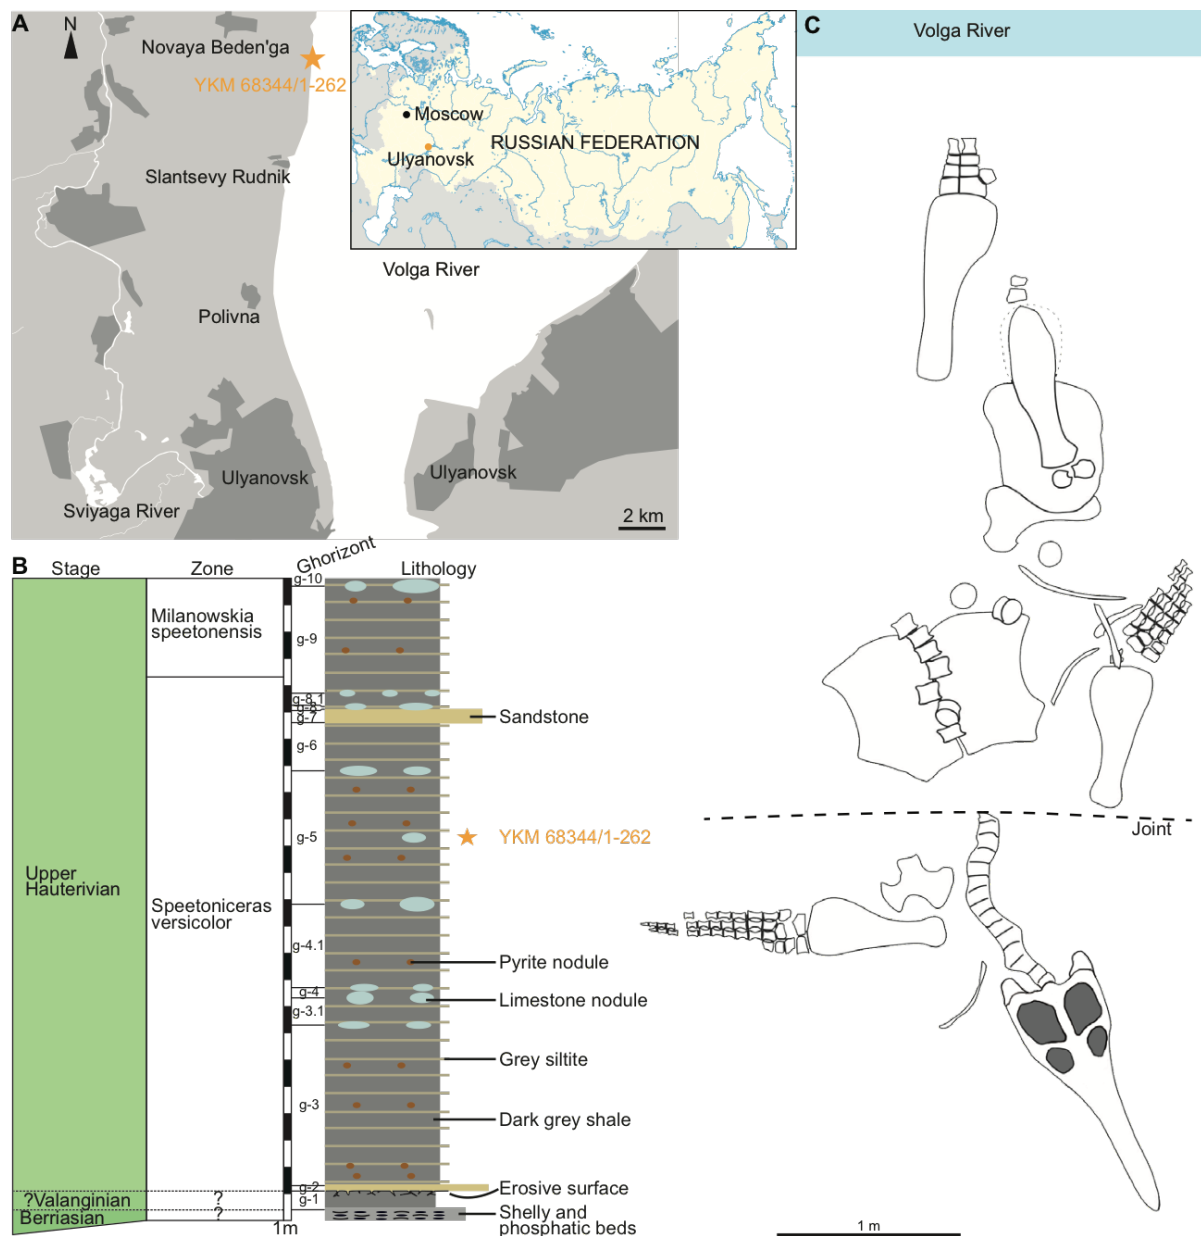 A
N
Novaya Beden'ga
YKM 68344/1-262
Slantsevy Rudnik
Polivna
Volga River
Ulyanovsk
Ulyanovsk
Sviyaga River
2 km
Moscow
RUSSIAN FEDERATION
Ulyanovsk
B
Stage
Zone
Ghorizont
Lithology
Upper
Hauterivian
?Valanginian
Berriasian
Milanowskia
speetonensis
Speetoniceras
versicolor
?
?
g-10
g-9
g-8.1
g-8
g-7
g-6
g-5
g-4.1
g-4
g-3.1
g-3
g-2
g-1
1m
Sandstone
YKM 68344/1-262
Pyrite nodule
Limestone nodule
Grey siltite
Dark grey shale
Erosive surface
Shelly and
phosphatic beds
C
Volga River
Joint
1 m